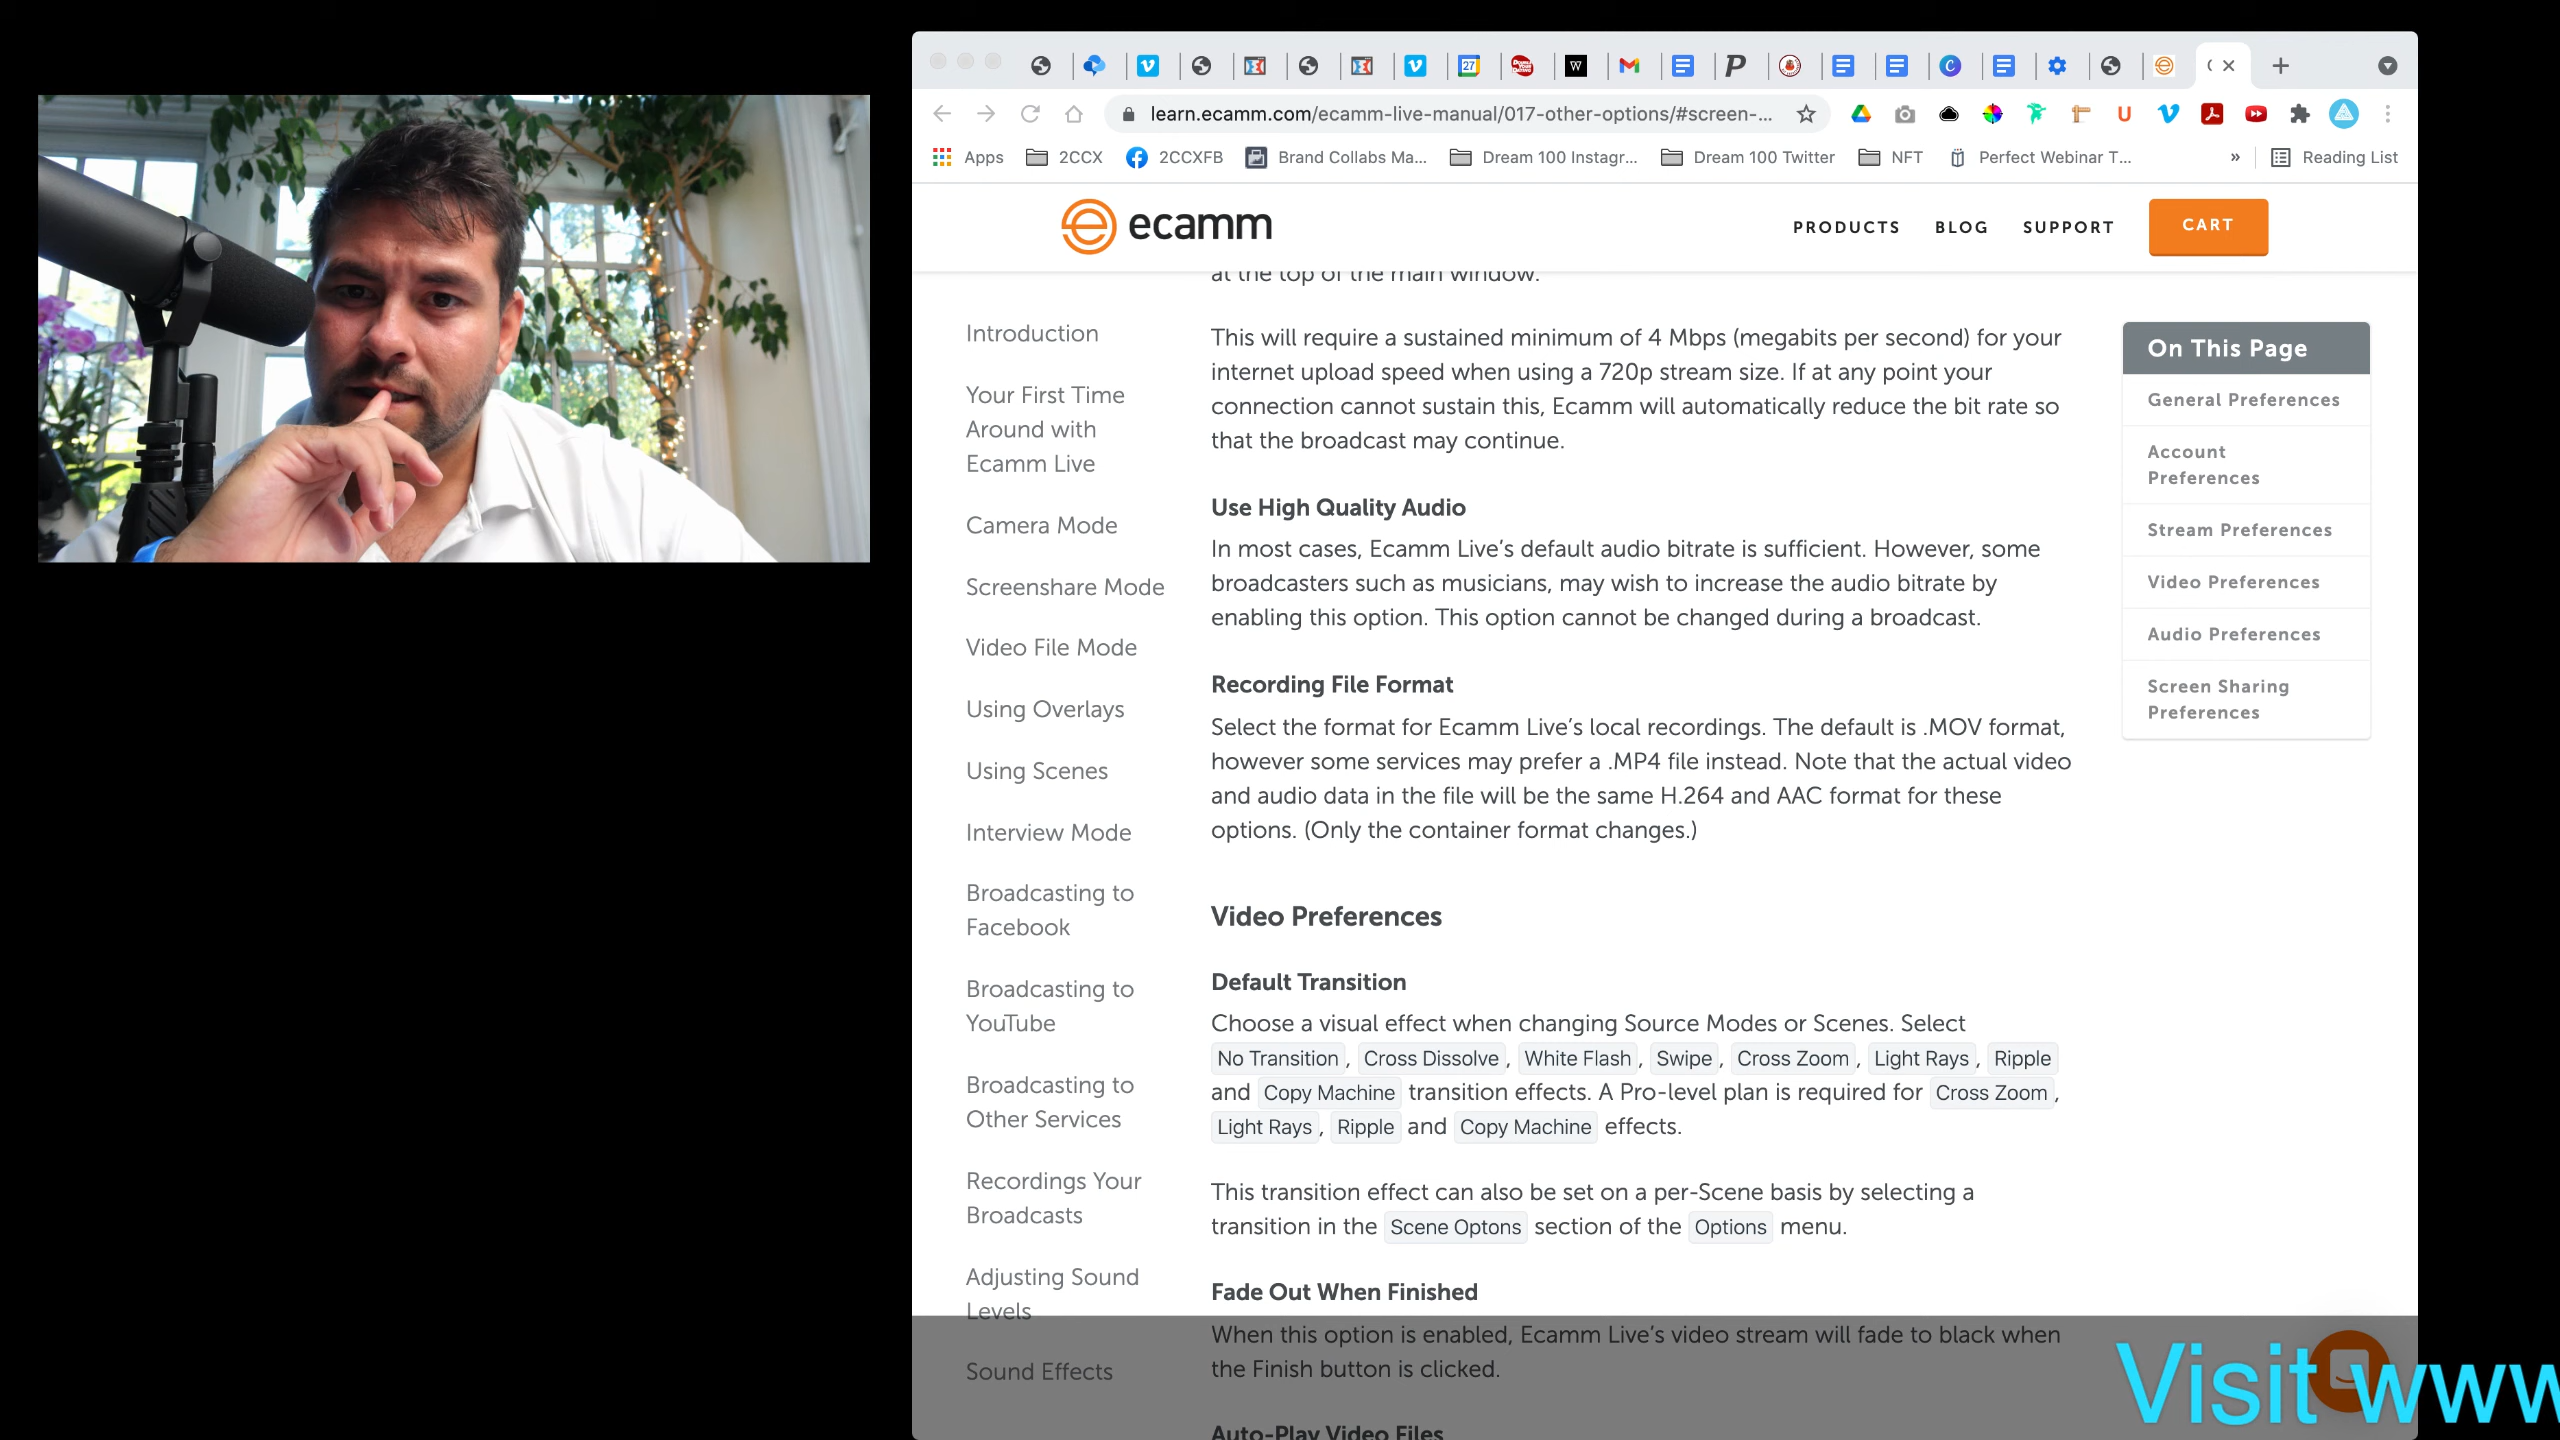 27
P
W
C
U
learn.ecamm.com/ecamm-live-manual/017-other-options/#screen-...
Apps
2CCX
2CCXFB
Brand Collabs Ma...
Dream 100 Instagr...
Dream 100 Twitter
NFT
Perfect Webinar T...
»
Reading List
ecamm
PRODUCTS
BLOG
SUPPORT
CART
at the top of the main window.
Introduction
Your First Time
Around with
Ecamm Live
Camera Mode
Screenshare Mode
Video File Mode
Using Overlays
Using Scenes
Interview Mode
Broadcasting to
Facebook
Broadcasting to
YouTube
Broadcasting to
Other Services
Recordings Your
Broadcasts
Adjusting Sound
Levels
Sound Effects
This will require a sustained minimum of 4 Mbps (megabits per second) for your
internet upload speed when using a 720p stream size. If at any point your
connection cannot sustain this, Ecamm will automatically reduce the bit rate so
that the broadcast may continue.
Use High Quality Audio
In most cases, Ecamm Live’s default audio bitrate is sufficient. However, some
broadcasters such as musicians, may wish to increase the audio bitrate by
enabling this option. This option cannot be changed during a broadcast.
Recording File Format
Select the format for Ecamm Live’s local recordings. The default is .MOV format,
however some services may prefer a .MP4 file instead. Note that the actual video
and audio data in the file will be the same H.264 and AAC format for these
options. (Only the container format changes.)
Video Preferences
Default Transition
Choose a visual effect when changing Source Modes or Scenes. Select
No Transition, Cross Dissolve, White Flash, Swipe, Cross Zoom, Light Rays, Ripple
and Copy Machine transition effects. A Pro-level plan is required for Cross Zoom,
Light Rays, Ripple and Copy Machine effects.
This transition effect can also be set on a per-Scene basis by selecting a
transition in the Scene Optons section of the Options menu.
Fade Out When Finished
When this option is enabled, Ecamm Live’s video stream will fade to black when
the Finish button is clicked.
Auto-Play Video Files
On This Page
General Preferences
Account
Preferences
Stream Preferences
Video Preferences
Audio Preferences
Screen Sharing
Preferences
Visit www